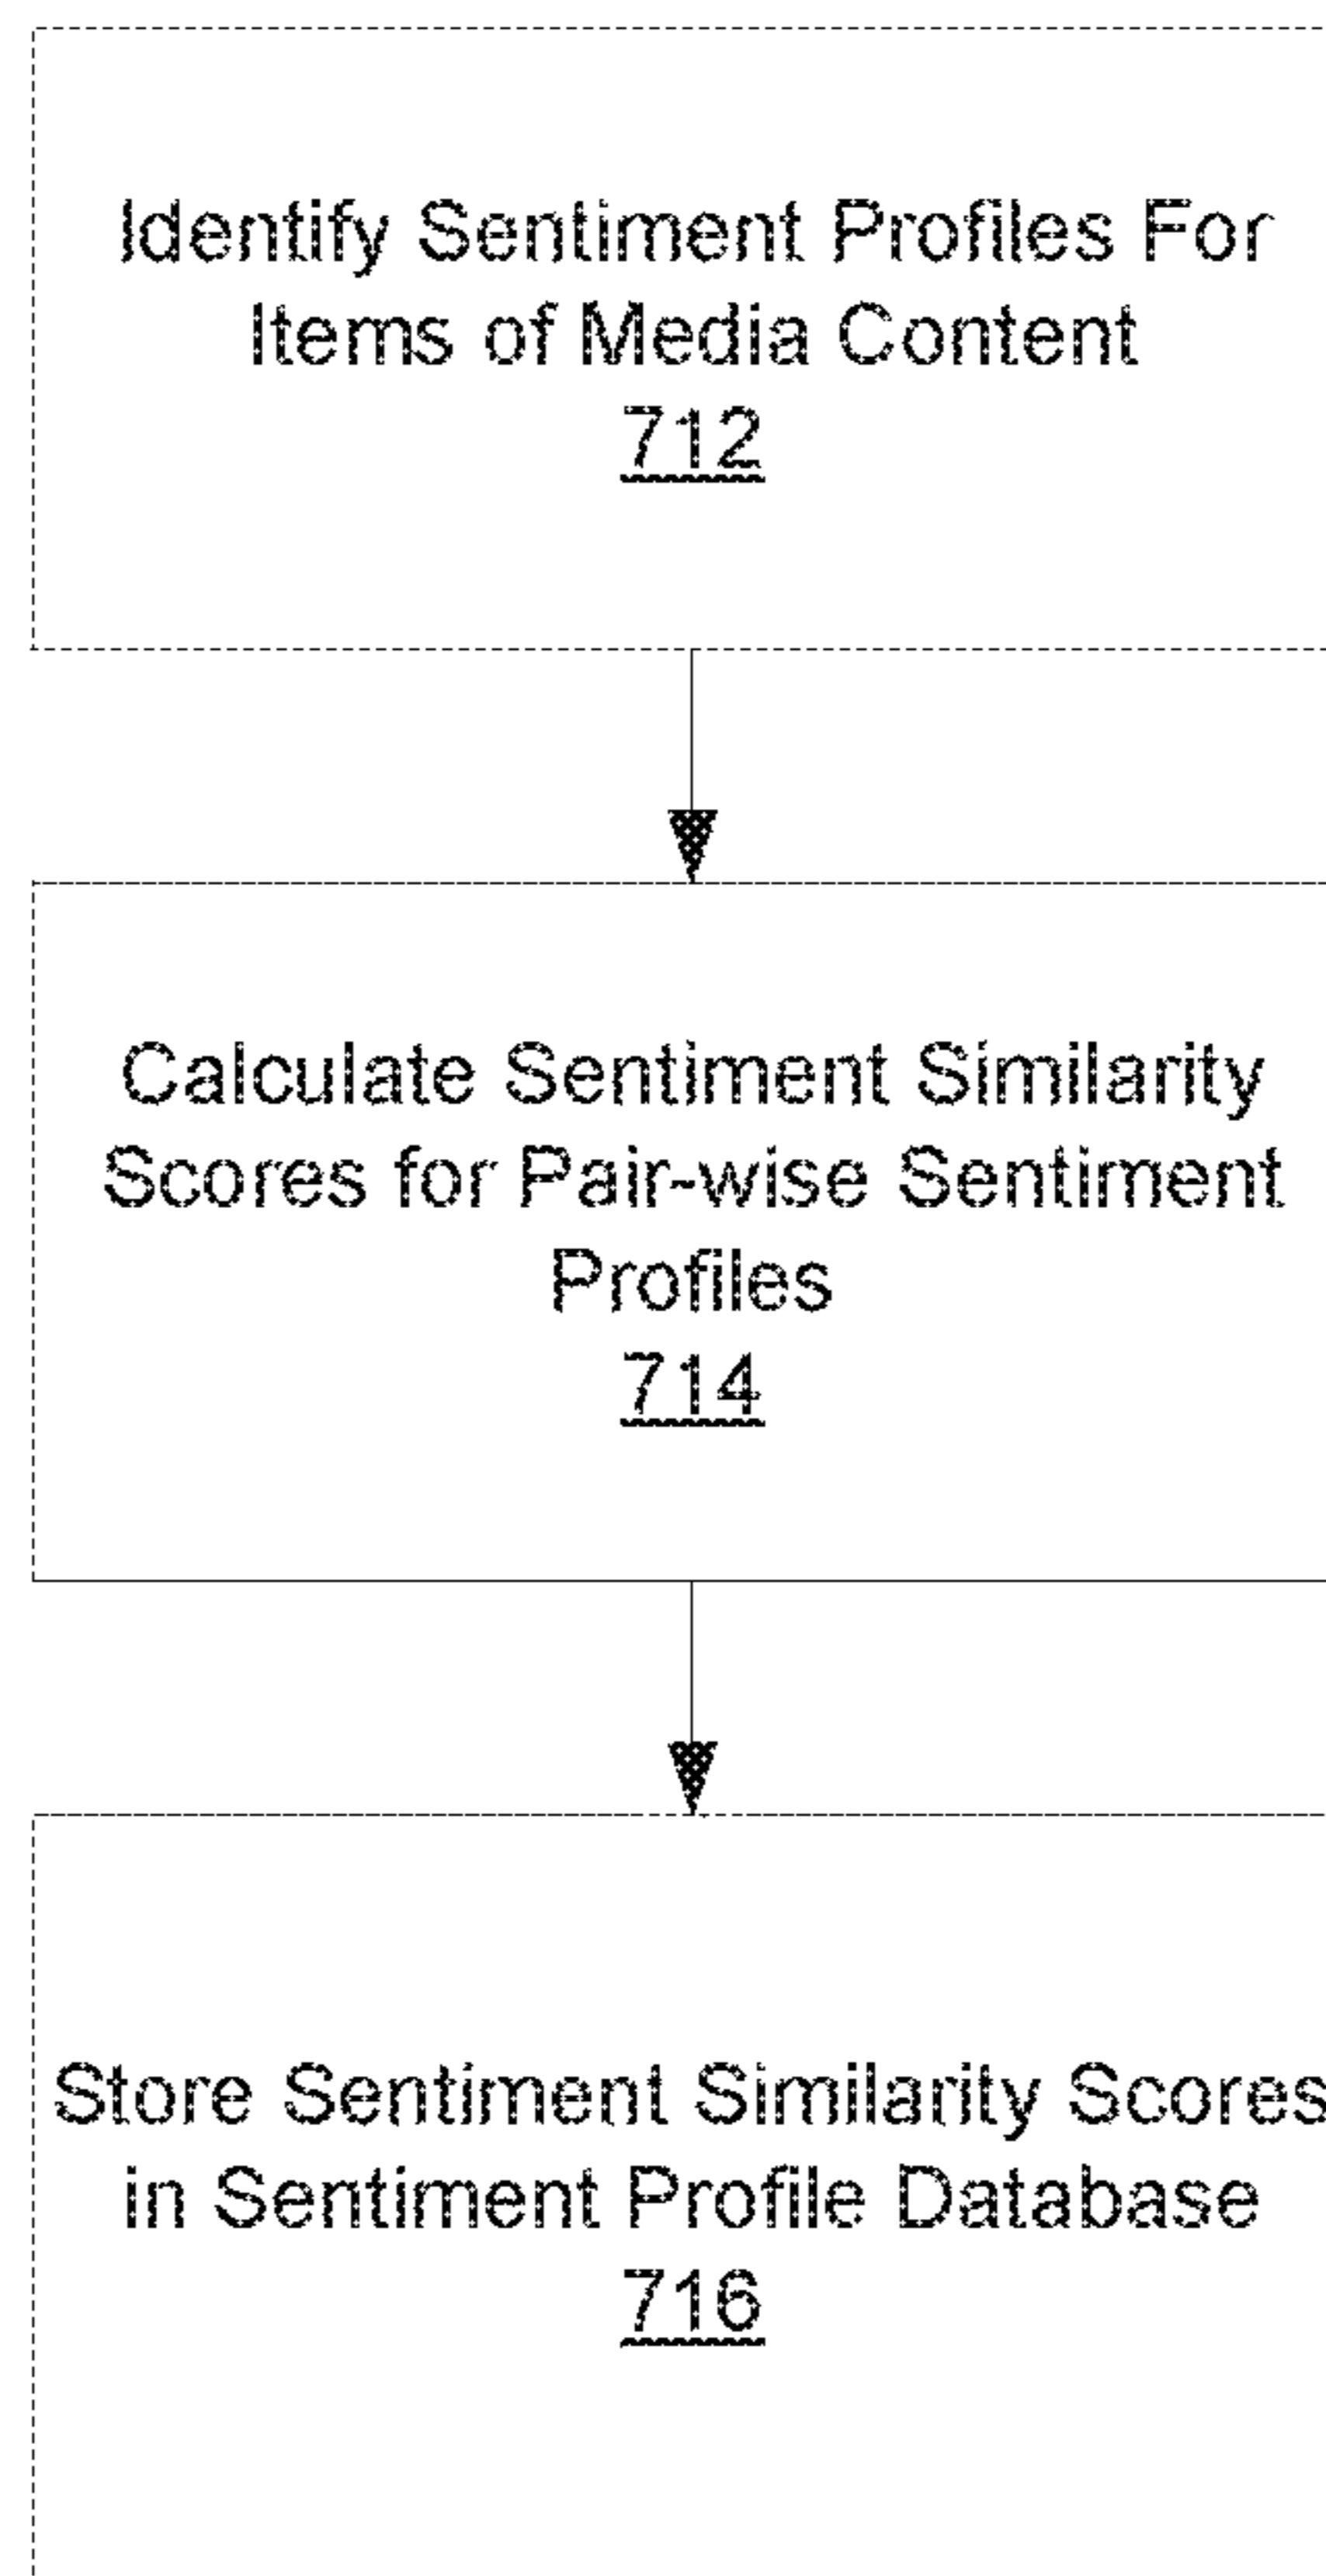 Identify Sentiment Profiles For
Items of Media Content
712
Calculate Sentiment Similarity
Scores for Pair-wise Sentiment
Profiles
714
Store Sentiment Similarity Scores
in Sentiment Profile Database
716